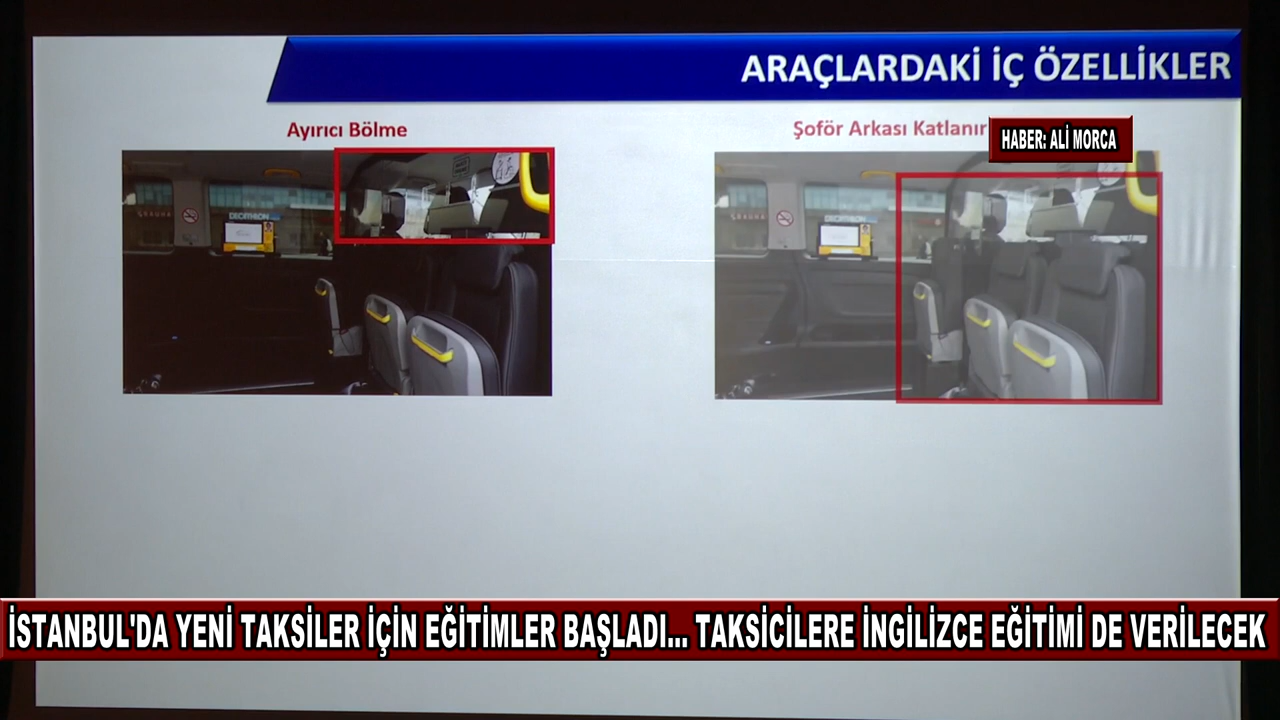 ARAÇLARDAKİ İÇ ÖZELLİKLER
Ayırıcı Bölme
Şoför Arkası Katlanır
HABER: ALİ MORCA
DECATHLON
İSTANBUL'DA YENİ TAKSİLER İÇİN EĞİTİMLER BAŞLADI... TAKSİCİLERE İNGİLİZCE EĞİTİMİ DE VERİLECEK